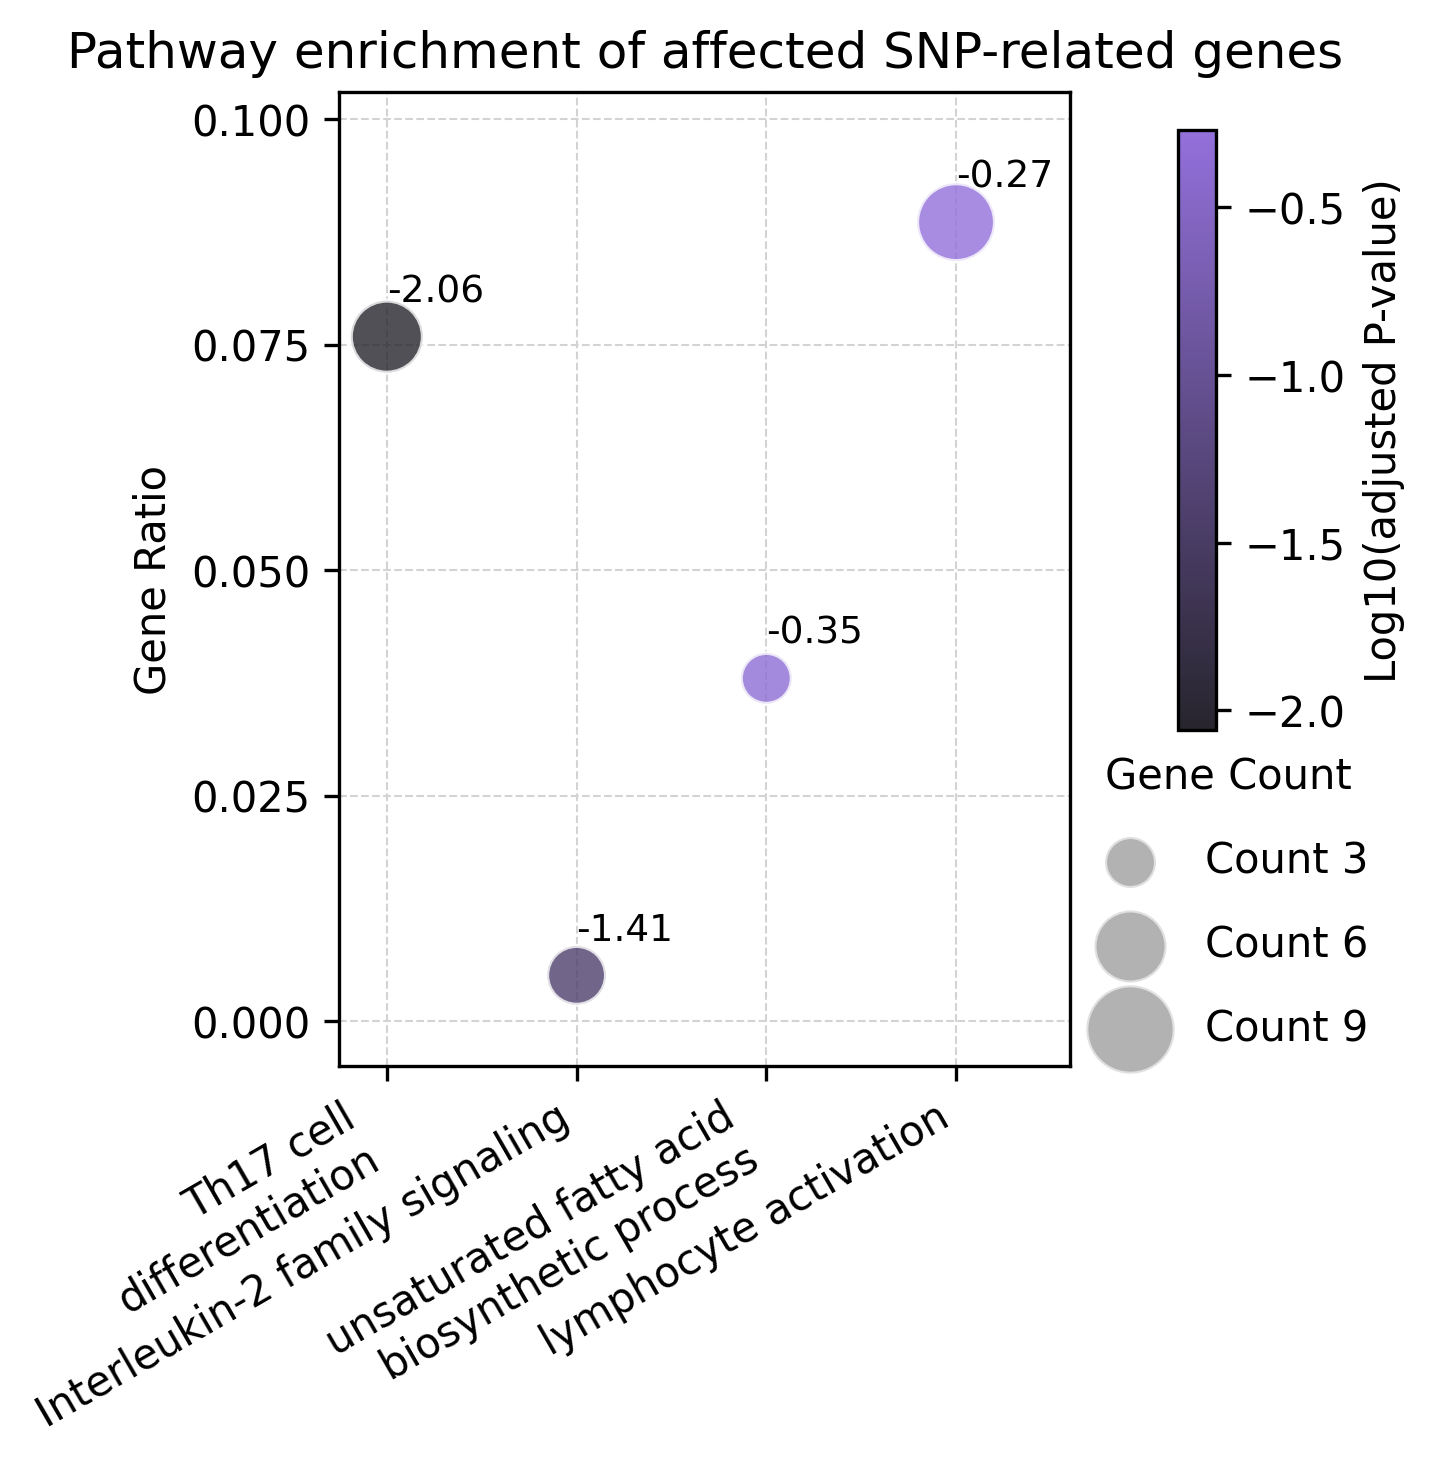 Pathway enrichment of affected SNP-related genes
Gene Ratio
0.100
0.075
0.050
0.025
0.000
-2.06
-1.41
-0.35
-0.27
Th17 cell
differentiation
Interleukin-2 family signaling
unsaturated fatty acid
biosynthetic process
lymphocyte activation
−0.5
−1.0
−1.5
−2.0
Log10(adjusted P-value)
Gene Count
Count 3
Count 6
Count 9